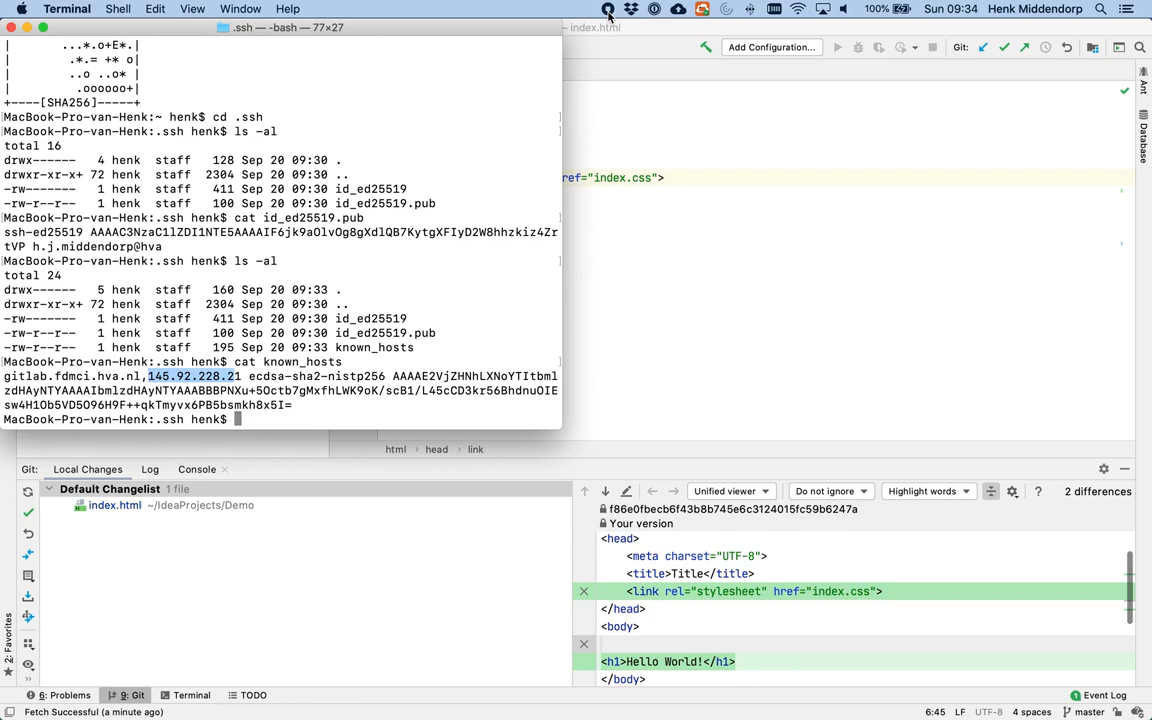 Terminal Shell Edit View Window Help 100% Sun 09:34 Henk Middendorp
.ssh — -bash — 77×27
– index.html
Add Configuration...
Git:
| ...*.o+E*.|
| .*.= +* o|
| ..o ..o* |
| .oooooo+|
+----[SHA256]-----+
MacBook-Pro-van-Henk:~ henk$ cd .ssh
MacBook-Pro-van-Henk:.ssh henk$ ls -al
total 16
drwx------ 4 henk staff 128 Sep 20 09:30 .
drwxr-xr-x+ 72 henk staff 2304 Sep 20 09:30 ..
-rw------- 1 henk staff 411 Sep 20 09:30 id_ed25519
-rw-r--r-- 1 henk staff 100 Sep 20 09:30 id_ed25519.pub
MacBook-Pro-van-Henk:.ssh henk$ cat id_ed25519.pub
ssh-ed25519 AAAAC3NzaC1lZDI1NTE5AAAAIF6jk9aOlvOg8gXdlQB7KytgXFIyD2W8hhzkiz4Zr
tVP h.j.middendorp@hva
MacBook-Pro-van-Henk:.ssh henk$ ls -al
total 24
drwx------ 5 henk staff 160 Sep 20 09:33 .
drwxr-xr-x+ 72 henk staff 2304 Sep 20 09:30 ..
-rw------- 1 henk staff 411 Sep 20 09:30 id_ed25519
-rw-r--r-- 1 henk staff 100 Sep 20 09:30 id_ed25519.pub
-rw-r--r-- 1 henk staff 195 Sep 20 09:33 known_hosts
MacBook-Pro-van-Henk:.ssh henk$ cat known_hosts
gitlab.fdmci.hva.nl,145.92.228.21 ecdsa-sha2-nistp256 AAAAE2VjZHNhLXNoYTItbml
zdHAyNTYAAAAIbmlzdHAyNTYAAABBBPNXu+5Octb7gMxfhLWK9oK/scB1/L45cCD3kr56BhdnuOIE
sw4H1Ob5VD5O96H9F++qkTmyvx6PB5bsmkh8x5I=
MacBook-Pro-van-Henk:.ssh henk$
ref="index.css">
Ant
Database
html › head › link
Git: Local Changes Log Console
Default Changelist 1 file
index.html ~/IdeaProjects/Demo
Unified viewer Do not ignore Highlight words ? 2 differences
f86e0fbecb6f43b8b745e6c3124015fc59b6247a
Your version
<head>
<meta charset="UTF-8">
<title>Title</title>
<link rel="stylesheet" href="index.css">
</head>
<body>
<h1>Hello World!</h1>
</body>
2: Favorites
6: Problems 9: Git Terminal TODO 1 Event Log
Fetch Successful (a minute ago) 6:45 LF UTF-8 4 spaces master